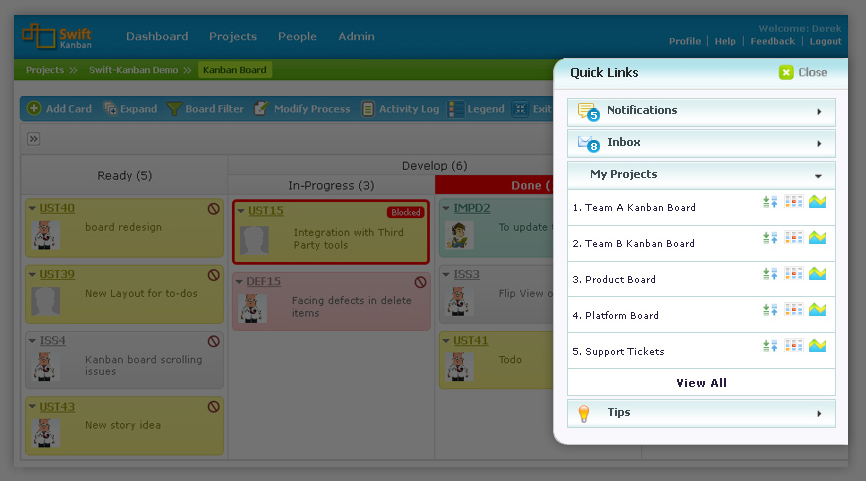 Swift
Kanban
Dashboard
Projects
People
Admin
Welcome: Derek
Profile | Help | Feedback | Logout
Projects >> Swift-Kanban Demo >> Kanban Board
Add Card
Expand
Board Filter
Modify Process
Activity Log
Legend
Exit
Ready (5)
Develop (6)
In-Progress (3)
Done (
UST40
board redesign
UST39
New Layout for to-dos
ISS4
Kanban board scrolling
issues
UST43
New story idea
UST15
Blocked
Integration with Third
Party tools
DEF15
Facing defects in delete
items
IMPD2
To update
ISS3
Flip View o
UST41
Todo
Quick Links
Close
5
Notifications
8
Inbox
My Projects
1. Team A Kanban Board
2. Team B Kanban Board
3. Product Board
4. Platform Board
5. Support Tickets
View All
Tips